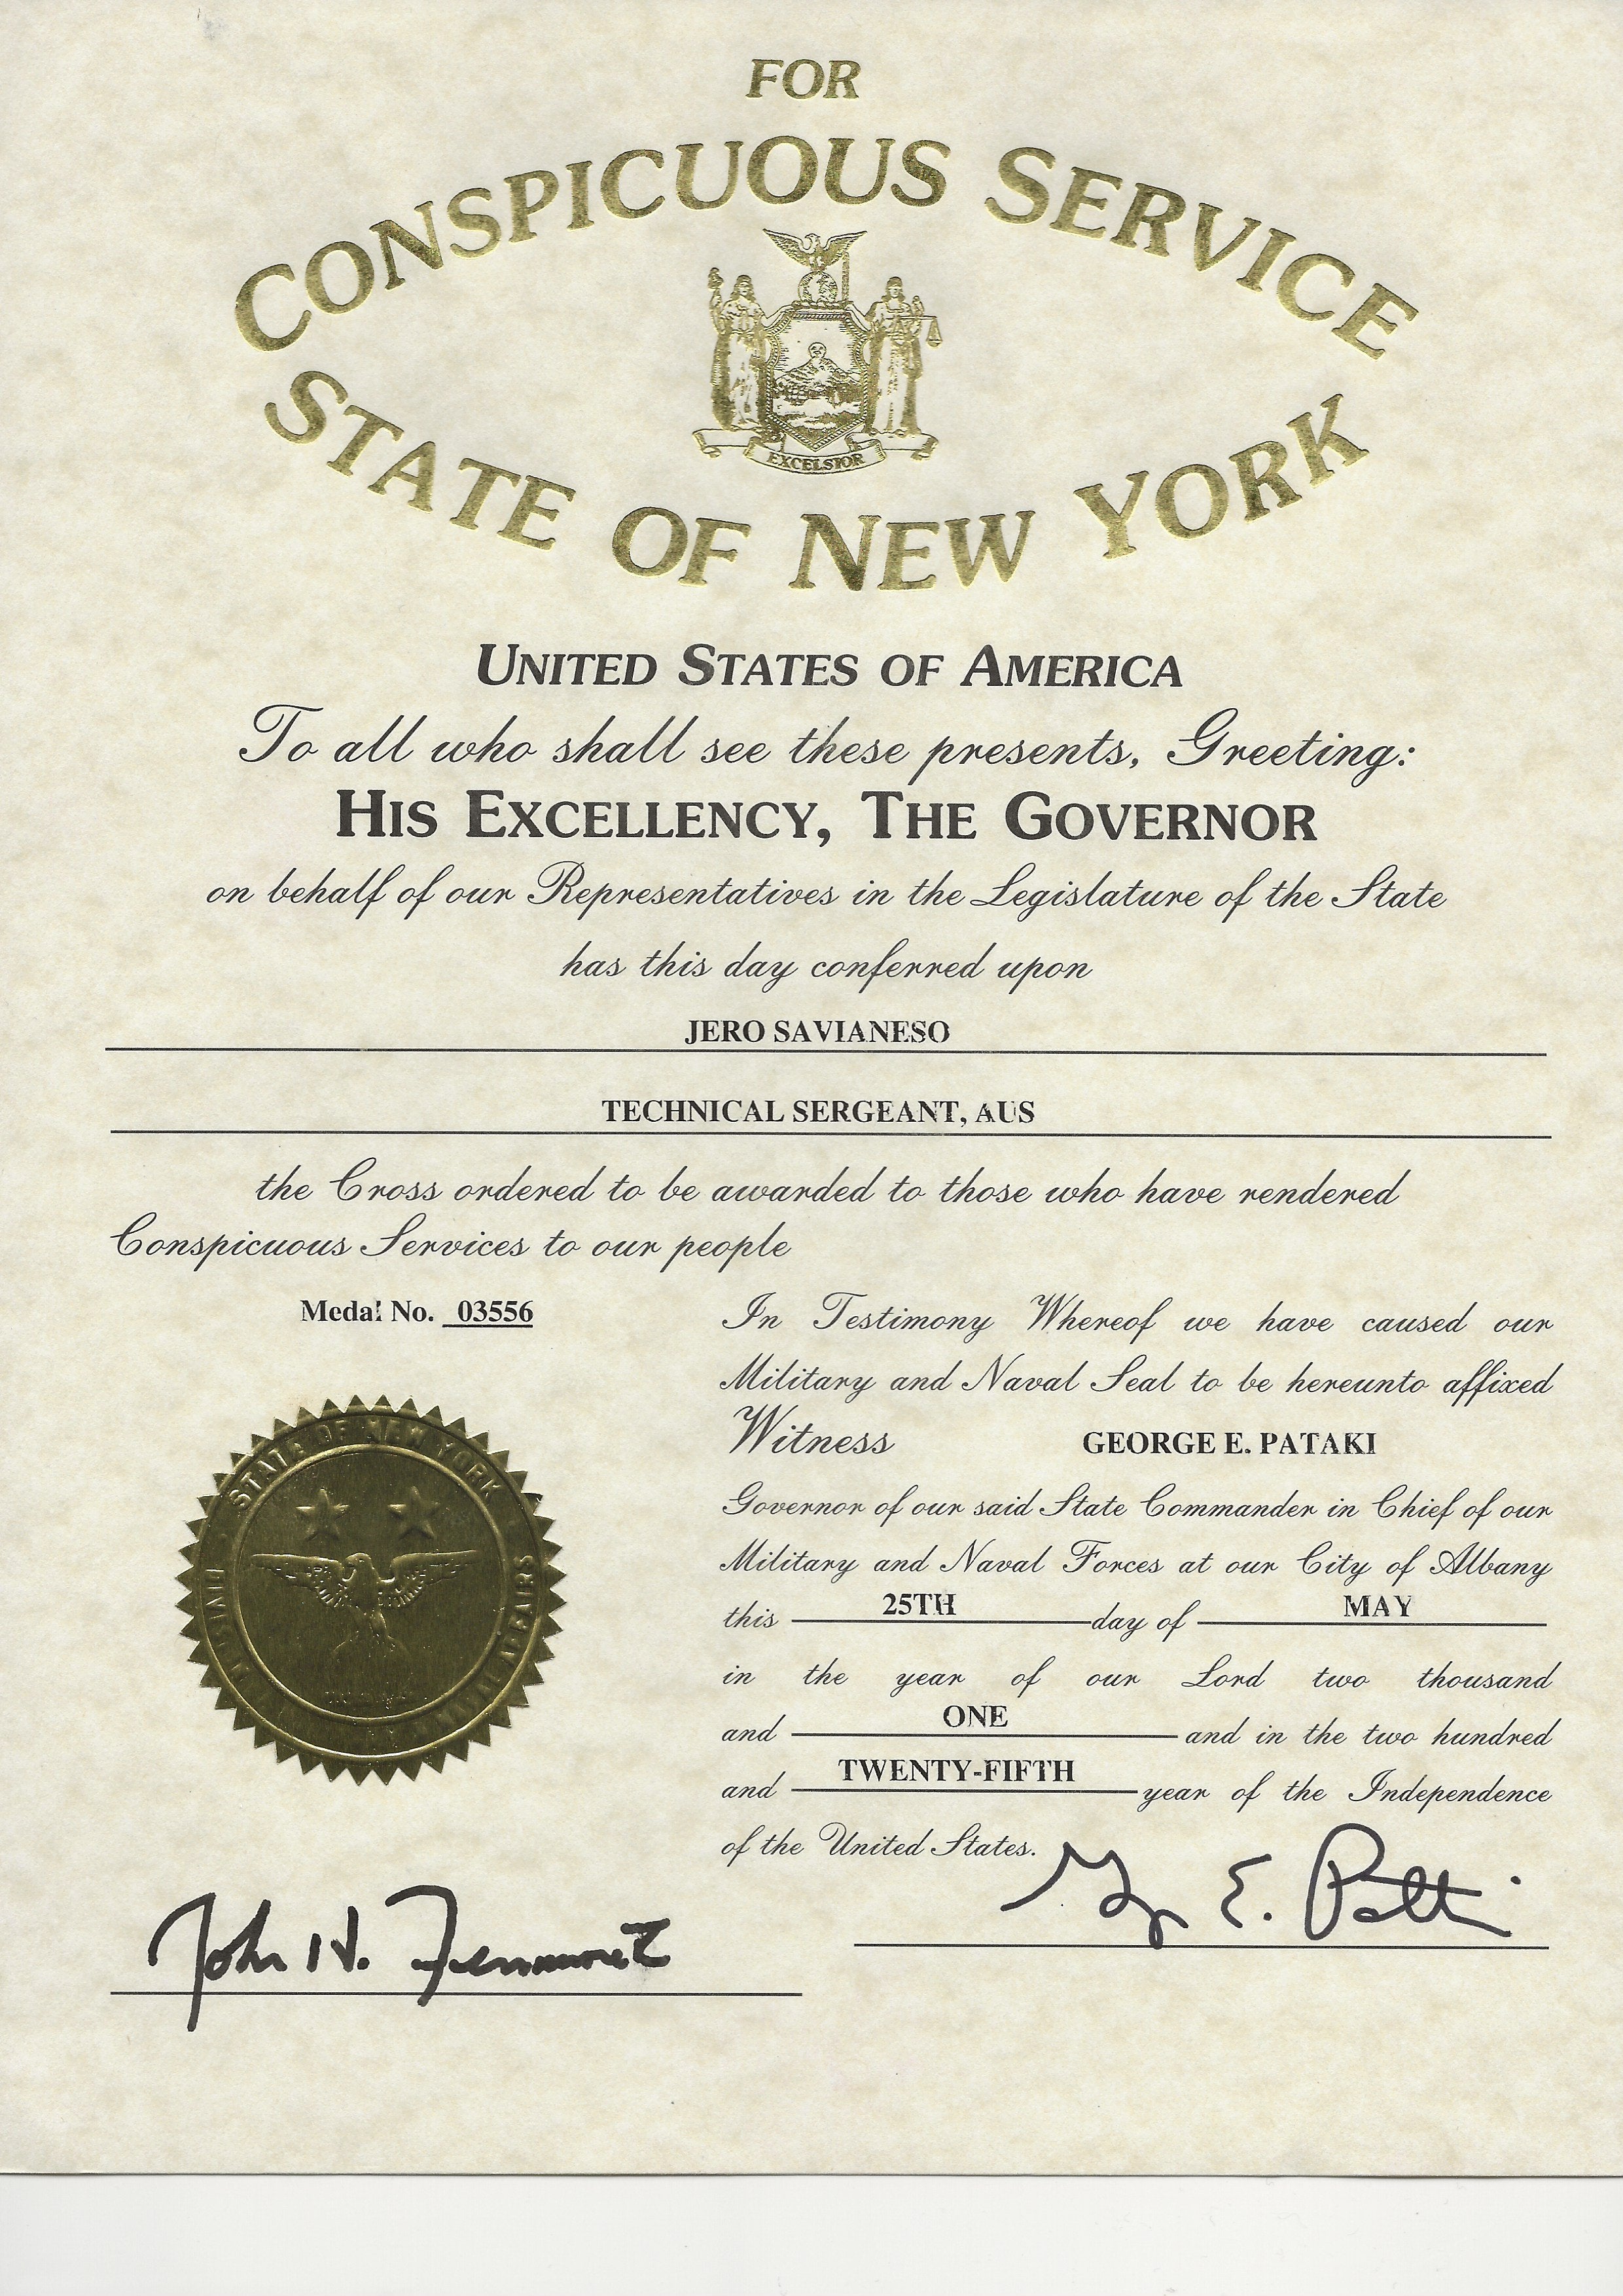 FOR
CONSPICUOUS SERVICE
EXCELSIOR
STATE OF NEW YORK
UNITED STATES OF AMERICA
To all who shall see these presents, Greeting:
HIS EXCELLENCY, THE GOVERNOR
on behalf of our Representatives in the Legislature of the State
has this day conferred upon
JERO SAVIANESO
TECHNICAL SERGEANT, AUS
the Cross ordered to be awarded to those who have rendered
Conspicuous Services to our people
Medal No. 03556
In Testimony Whereof we have caused our
Military and Naval Seal to be hereunto affixed
Witness GEORGE E. PATAKI
Governor of our said State Commander in Chief of our
Military and Naval Forces at our City of Albany
this 25TH day of MAY
in the year of our Lord two thousand
and ONE and in the two hundred
and TWENTY-FIFTH year of the Independence
of the United States.
STATE OF NEW YORK
NAVAL AFFAIRS
John H.